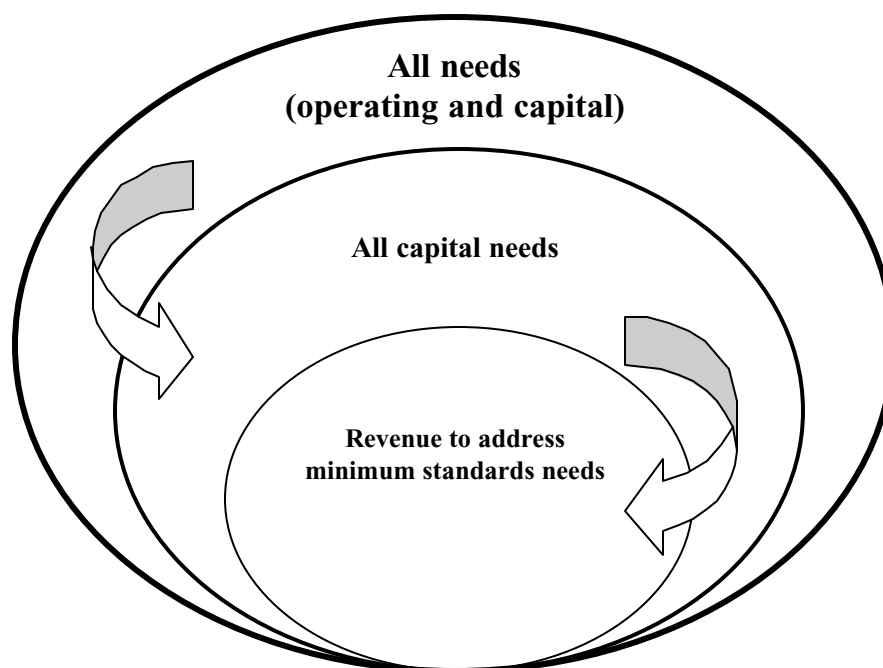 All needs
(operating and capital)
All capital needs
Revenue to address
minimum standards needs